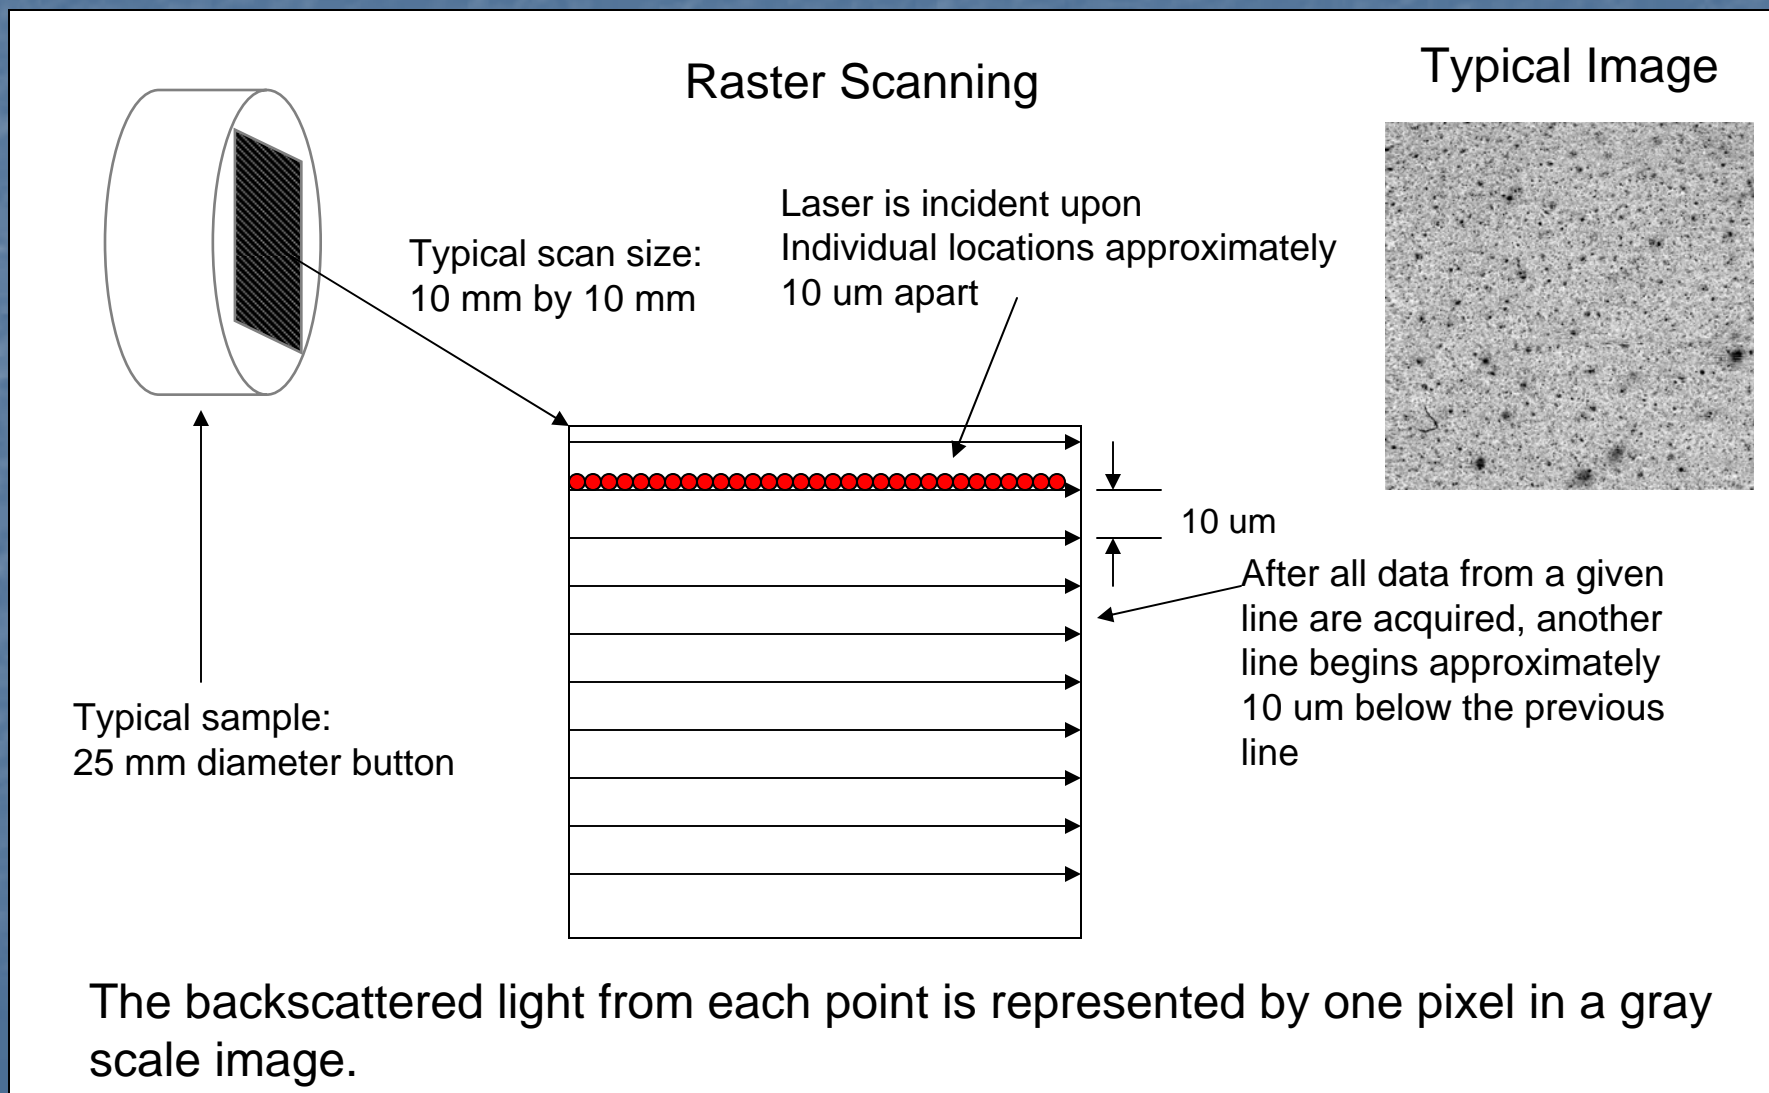 Raster Scanning
Typical Image
Typical scan size:
10 mm by 10 mm
Laser is incident upon
Individual locations approximately
10 um apart
10 um
After all data from a given
line are acquired, another
line begins approximately
10 um below the previous
line
Typical sample:
25 mm diameter button
The backscattered light from each point is represented by one pixel in a gray
scale image.